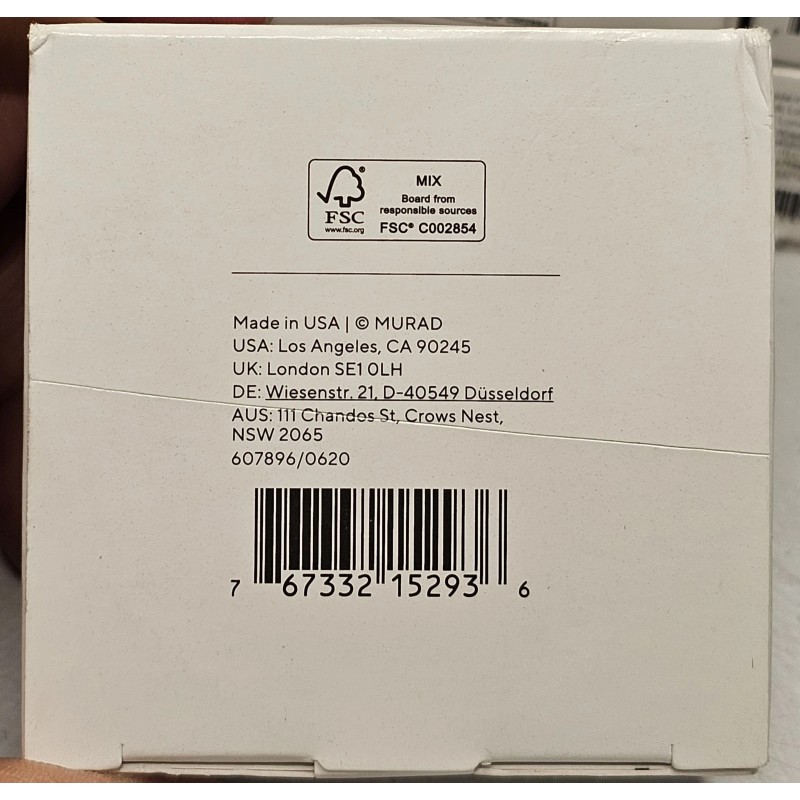 FSC®
www.fsc.org
MIX
Board from
responsible sources
FSC® C002854
Made in USA | © MURAD
USA: Los Angeles, CA 90245
UK: London SE1 0LH
DE: Wiesenstr. 21, D-40549 Düsseldorf
AUS: 111 Chandos St, Crows Nest,
NSW 2065
607896/0620
7 67332 15293 6